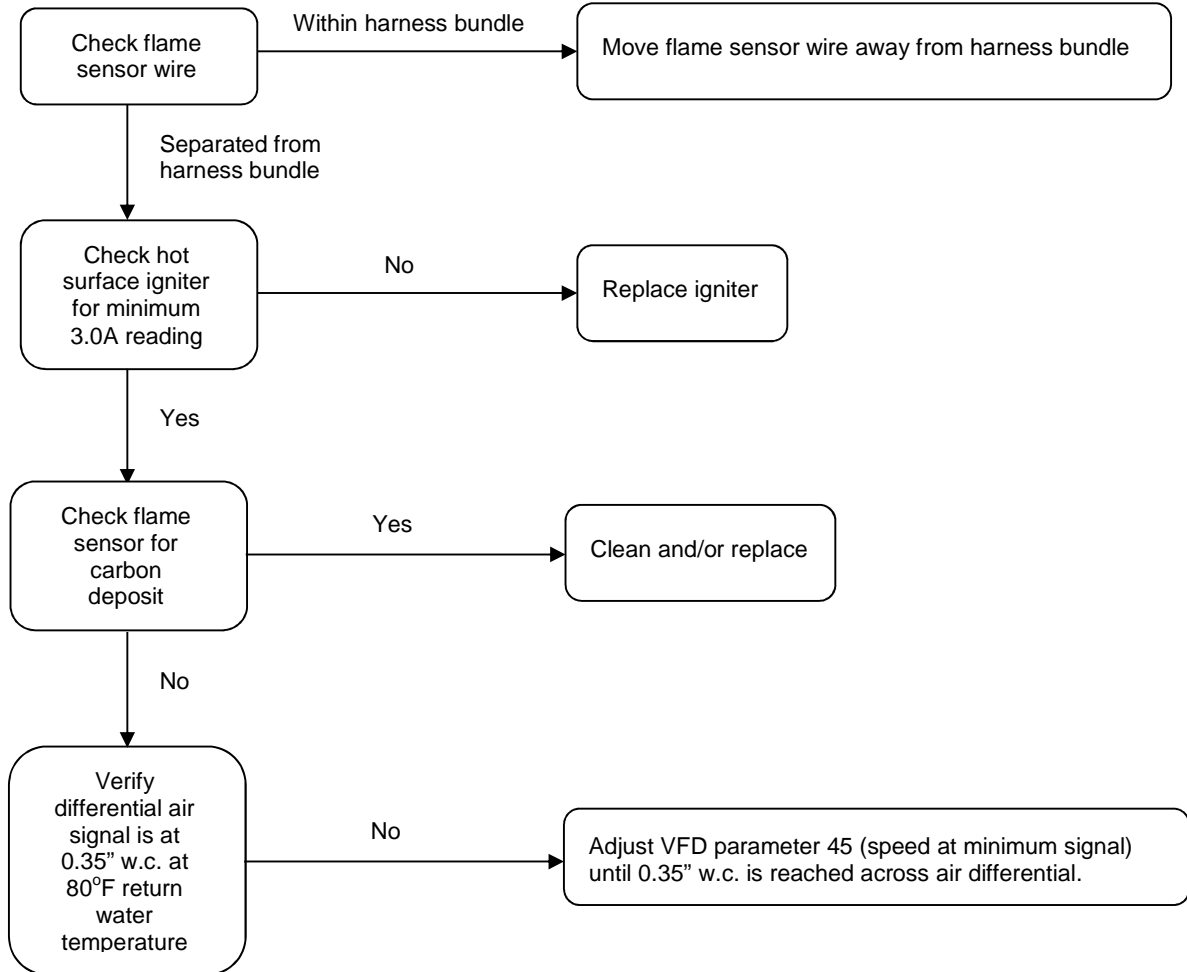 Check flame
sensor wire
Within harness bundle
Move flame sensor wire away from harness bundle
Separated from
harness bundle
Check hot
surface igniter
for minimum
3.0A reading
No
Replace igniter
Yes
Check flame
sensor for
carbon
deposit
Yes
Clean and/or replace
No
Verify
differential air
signal is at
0.35” w.c. at
80°F return
water
temperature
No
Adjust VFD parameter 45 (speed at minimum signal)
until 0.35” w.c. is reached across air differential.